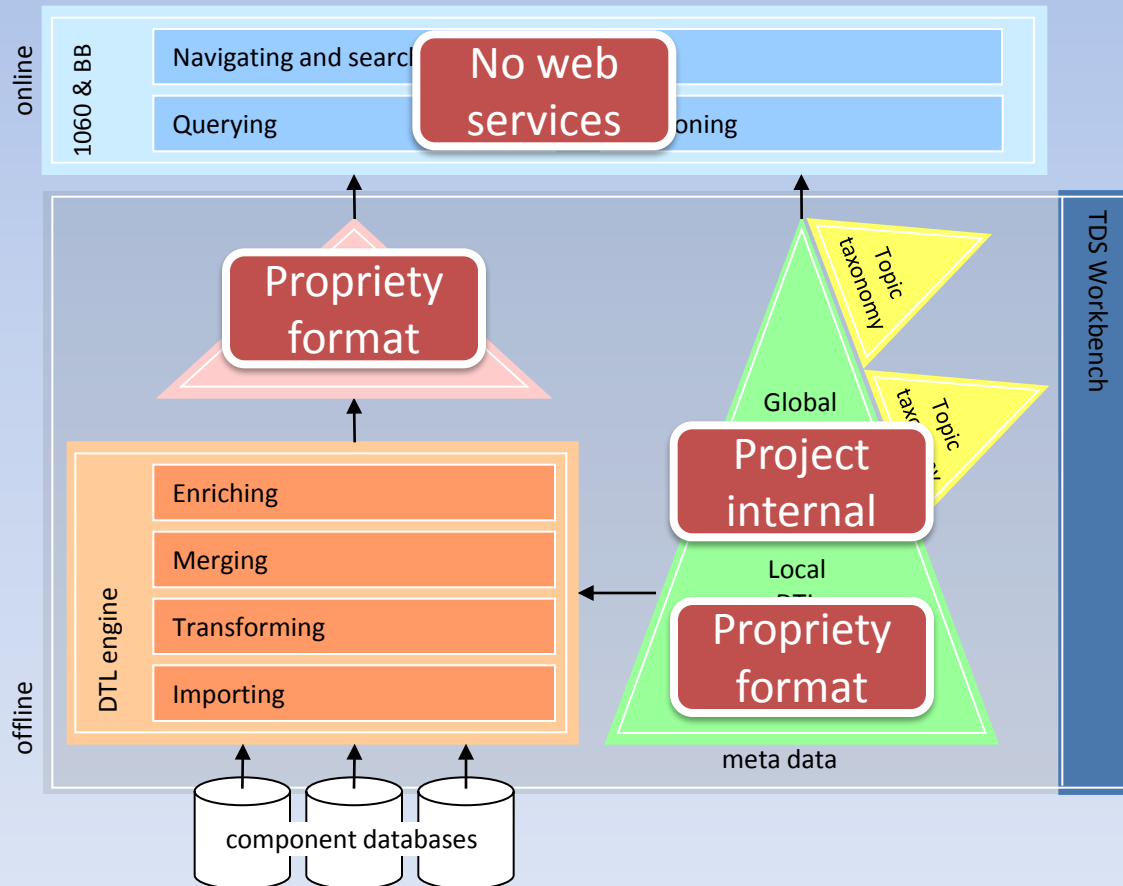 online
1060 & BB
Navigating and search
No web
services
Querying
oning
TDS Workbench
Topic
taxonomy
Topic
Propriety
format
Global
Project
internal
Local
Propriety
format
meta data
offline
DTL engine
Enriching
Merging
Transforming
Importing
component databases